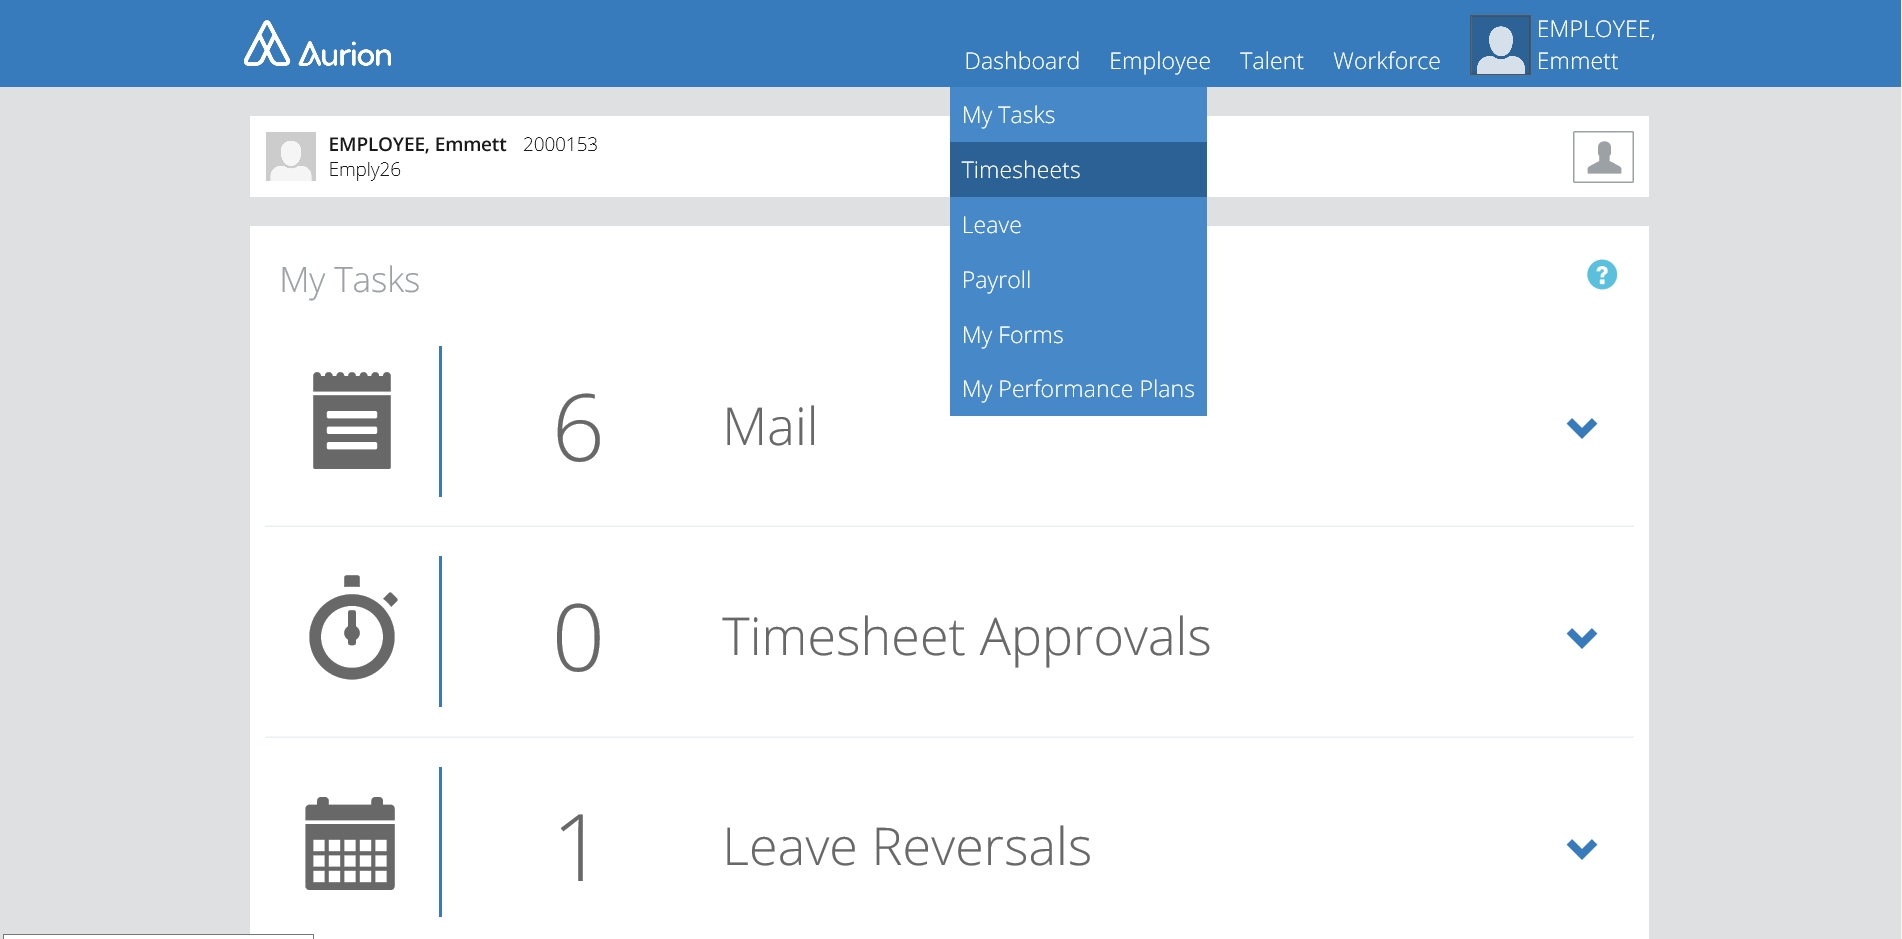 Aurion
Dashboard Employee Talent Workforce
EMPLOYEE,
Emmett
My Tasks
Timesheets
Leave
Payroll
My Forms
My Performance Plans
EMPLOYEE, Emmett 2000153
Emply26
My Tasks
?
6 Mail
0 Timesheet Approvals
1 Leave Reversals